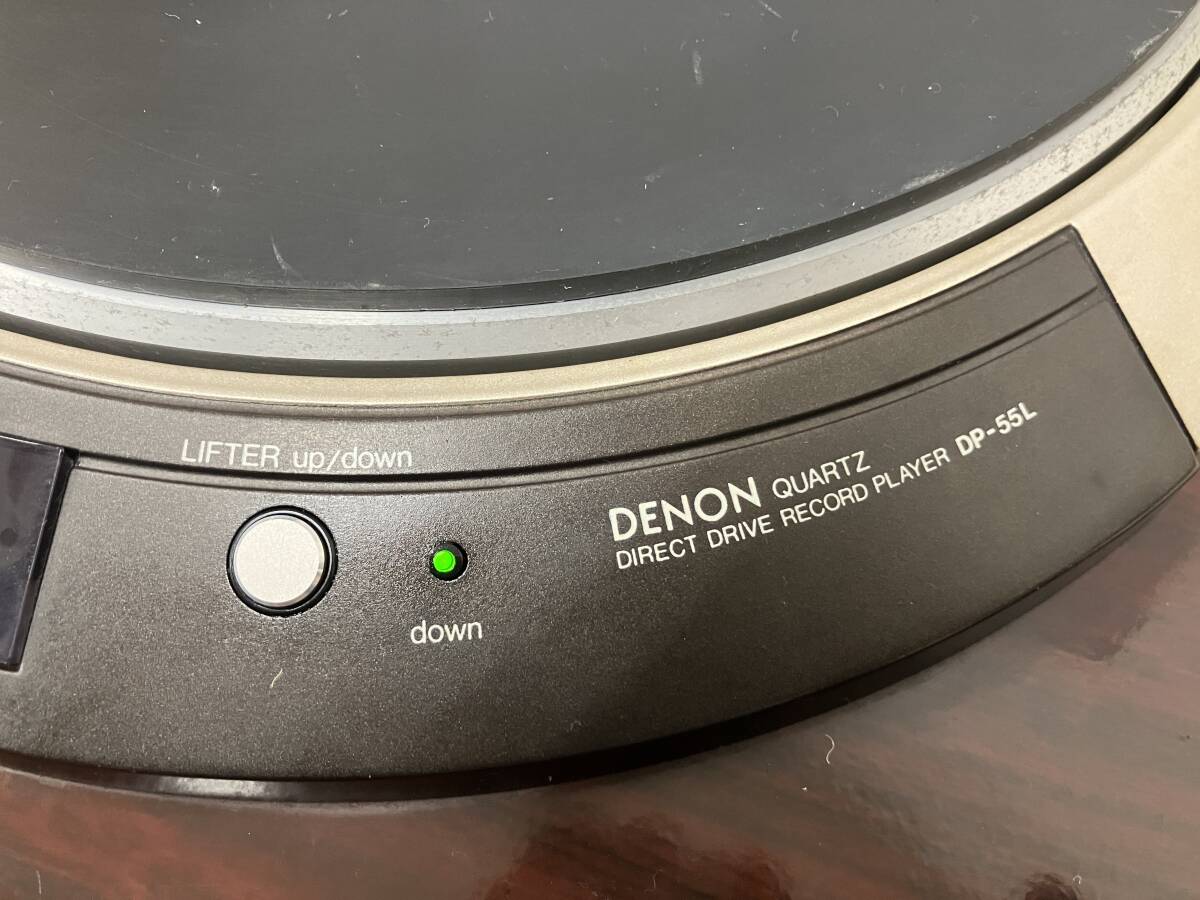 LIFTER up/down
down
DENON QUARTZ
DIRECT DRIVE RECORD PLAYER DP-55L